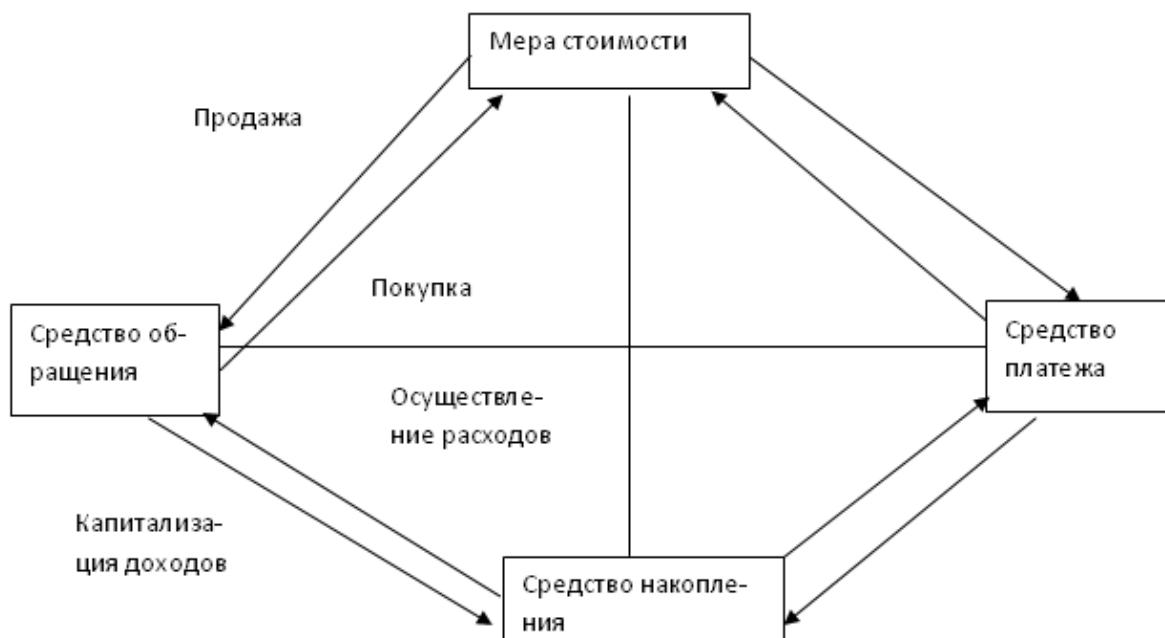 Мера стоимости
Продажа
Покупка
Средство об-
ращения
Средство
платежа
Осуществле-
ние расходов
Капитализа-
ция доходов
Средство накопле-
ния